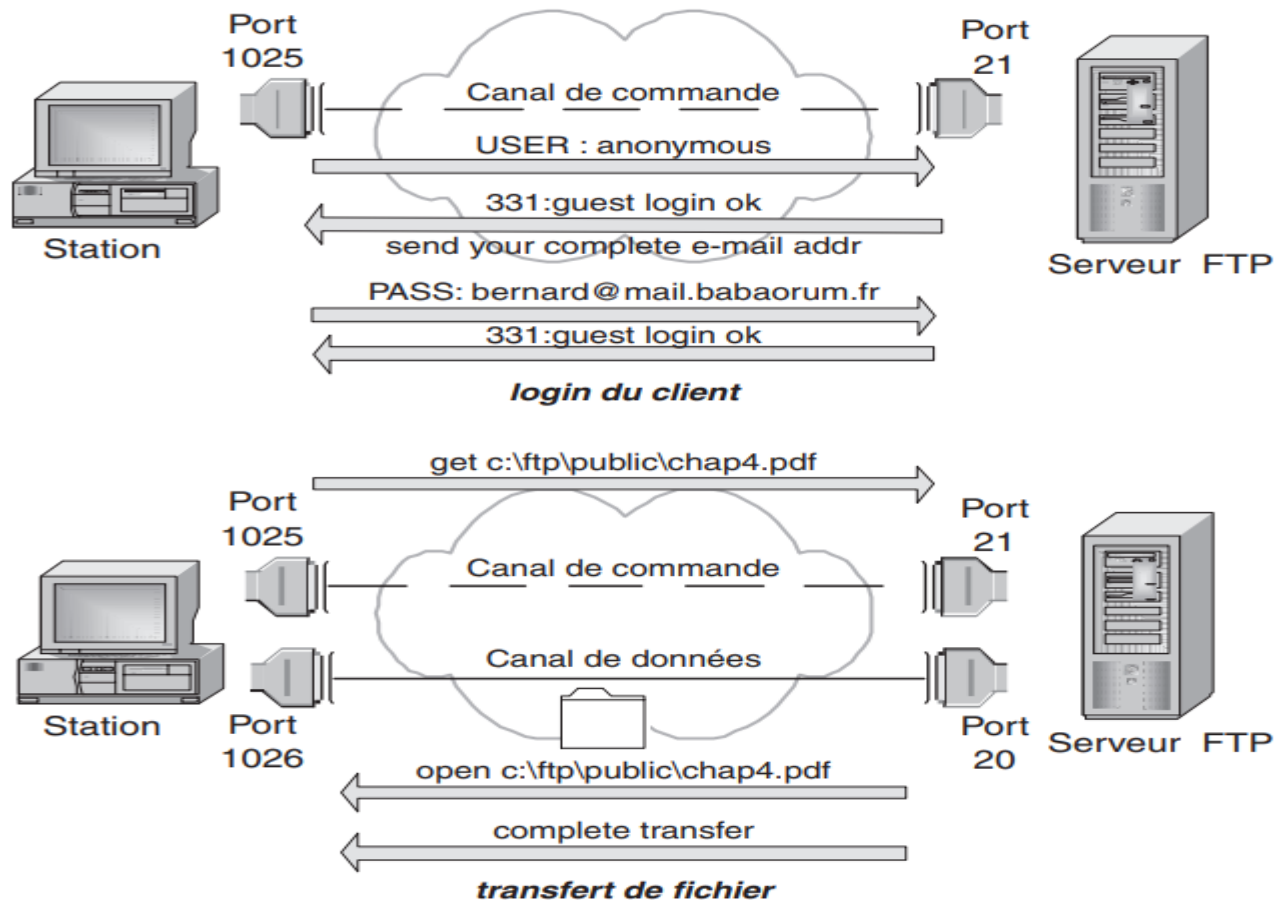 Port
1025
Port
21
Canal de commande
USER : anonymous
331:guest login ok
send your complete e-mail addr
Station
Serveur FTP
PASS: bernard@mail.babaorum.fr
331:guest login ok
login du client
get c:\ftp\public\chap4.pdf
Port
1025
Port
21
Canal de commande
Canal de données
Station
Port
1026
Port
20
Serveur FTP
open c:\ftp\public\chap4.pdf
complete transfer
transfert de fichier